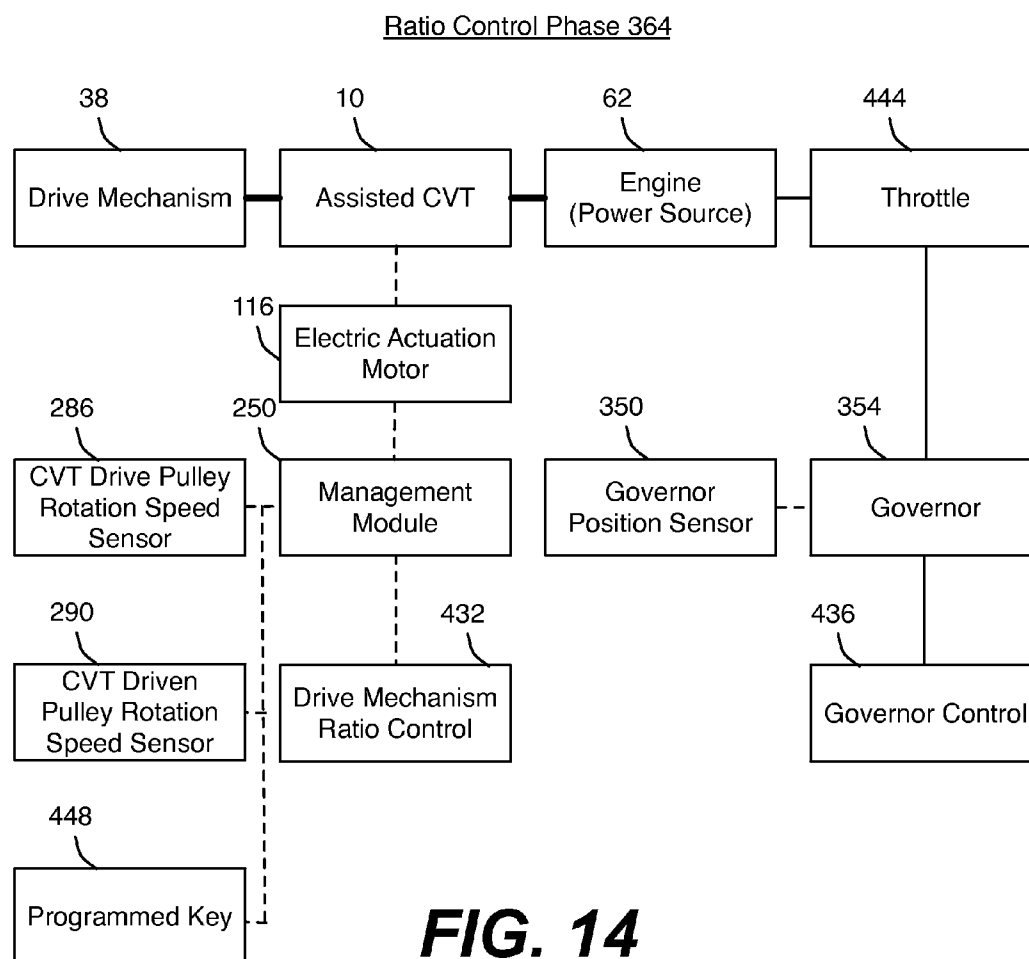 Ratio Control Phase 364
38
10
62
444
Drive Mechanism
Assisted CVT
Engine
(Power Source)
Throttle
116
Electric Actuation
Motor
286
250
350
354
CVT Drive Pulley
Rotation Speed
Sensor
Management
Module
Governor
Position Sensor
Governor
290
432
436
CVT Driven
Pulley Rotation
Speed Sensor
Drive Mechanism
Ratio Control
Governor Control
448
Programmed Key
FIG. 14